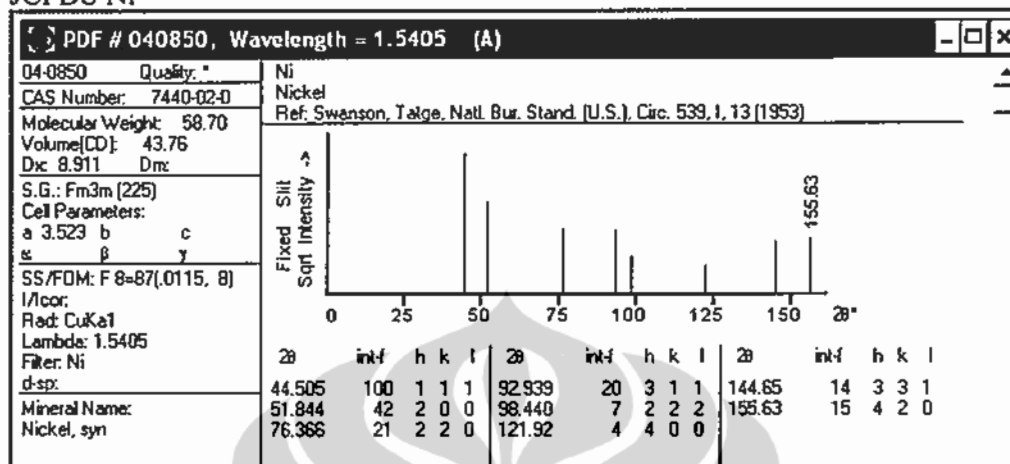 PDF # 040850, Wavelength = 1.5405 (A)
04-0850 Quality: *
CAS Number: 7440-02-0
Molecular Weight: 58.70
Volume[CD]: 43.76
Dx: 8.911 Dm:
S.G.: Fm3m (225)
Cell Parameters:
a 3.523 b c
α β γ
SS/FOM: F 8=87(.0115, 8)
I/Icor:
Rad: CuKa1
Lambda: 1.5405
Filter: Ni
d-sp:
Mineral Name:
Nickel, syn
Ni
Nickel
Ref: Swanson, Tatge, Natl. Bur. Stand. (U.S.), Circ. 539, 1, 13 (1953)
Fixed Slit
Sqrt Intensity ->
155.63
0 25 50 75 100 125 150 2θ°
2θ int-f h k l 2θ int-f h k l 2θ int-f h k l
44.505 100 1 1 1 92.939 20 3 1 1 144.65 14 3 3 1
51.844 42 2 0 0 98.440 7 2 2 2 155.63 15 4 2 0
76.366 21 2 2 0 121.92 4 4 0 0